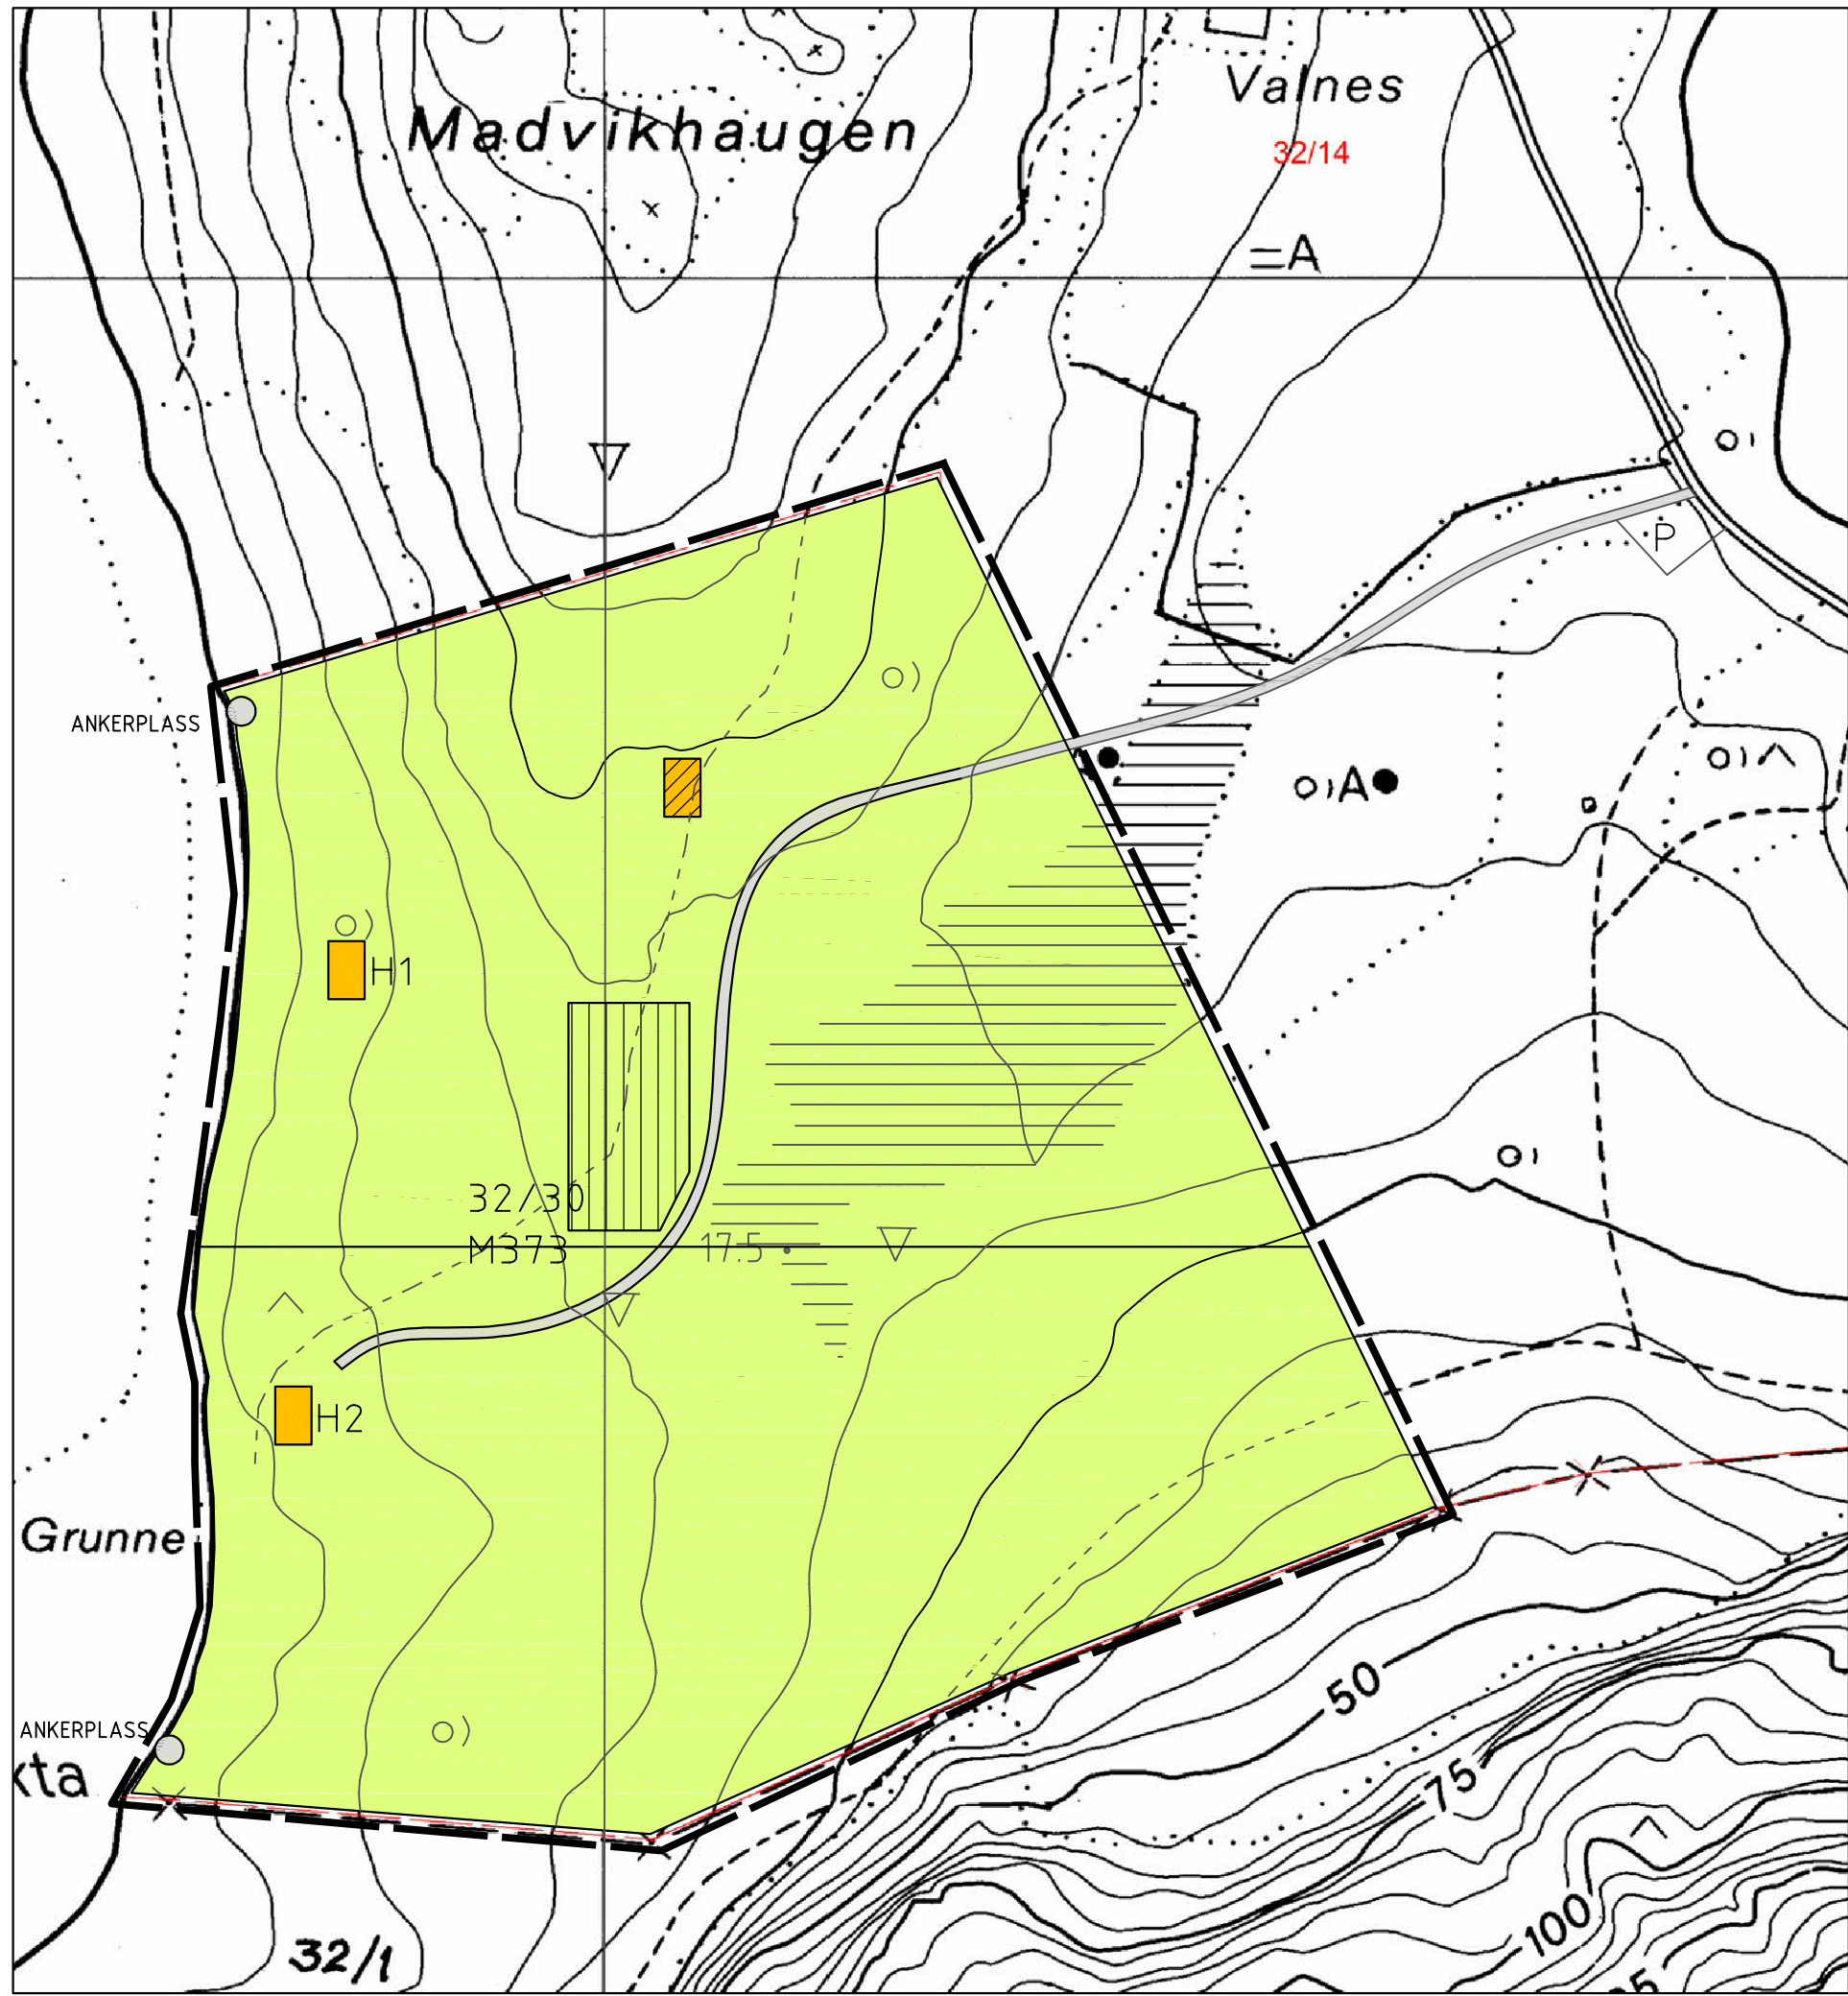 Valnes
Madvikhaugen
32/14
A
P
ANKERPLASS
A
H1
32/30
M373
17.5
H2
Grunne
50
ANKERPLASS
kta
75
100
32/1